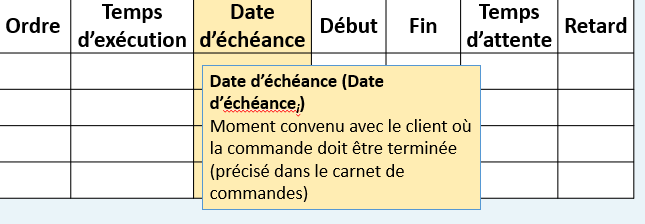 Ordre
Temps
d’exécution
Date
d’échéance
Début
Fin
Temps
d’attente
Retard
Date d’échéance (Date
d’échéanceᵢ)
Moment convenu avec le client où
la commande doit être terminée
(précisé dans le carnet de
commandes)